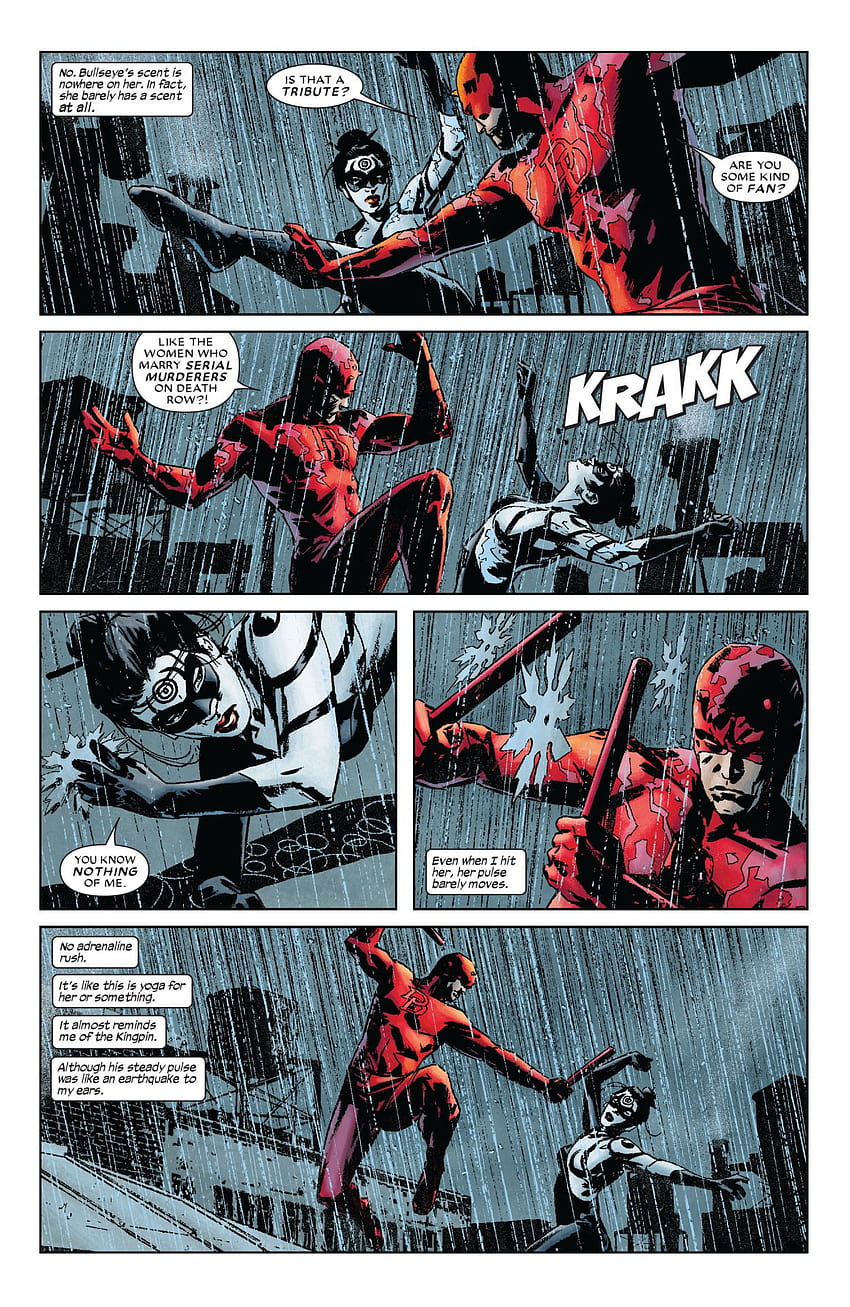 No. Bullseye's scent is
nowhere on her. In fact,
she barely has a scent
at all.
IS THAT A
TRIBUTE?
ARE YOU
SOME KIND
OF FAN?
LIKE THE
WOMEN WHO
MARRY SERIAL
MURDERERS
ON DEATH
ROW?!
KRAKK
YOU KNOW
NOTHING
OF ME.
Even when I hit
her, her pulse
barely moves.
No adrenaline
rush.
It's like this is yoga for
her or something.
It almost reminds
me of the Kingpin.
Although his steady pulse
was like an earthquake to
my ears.